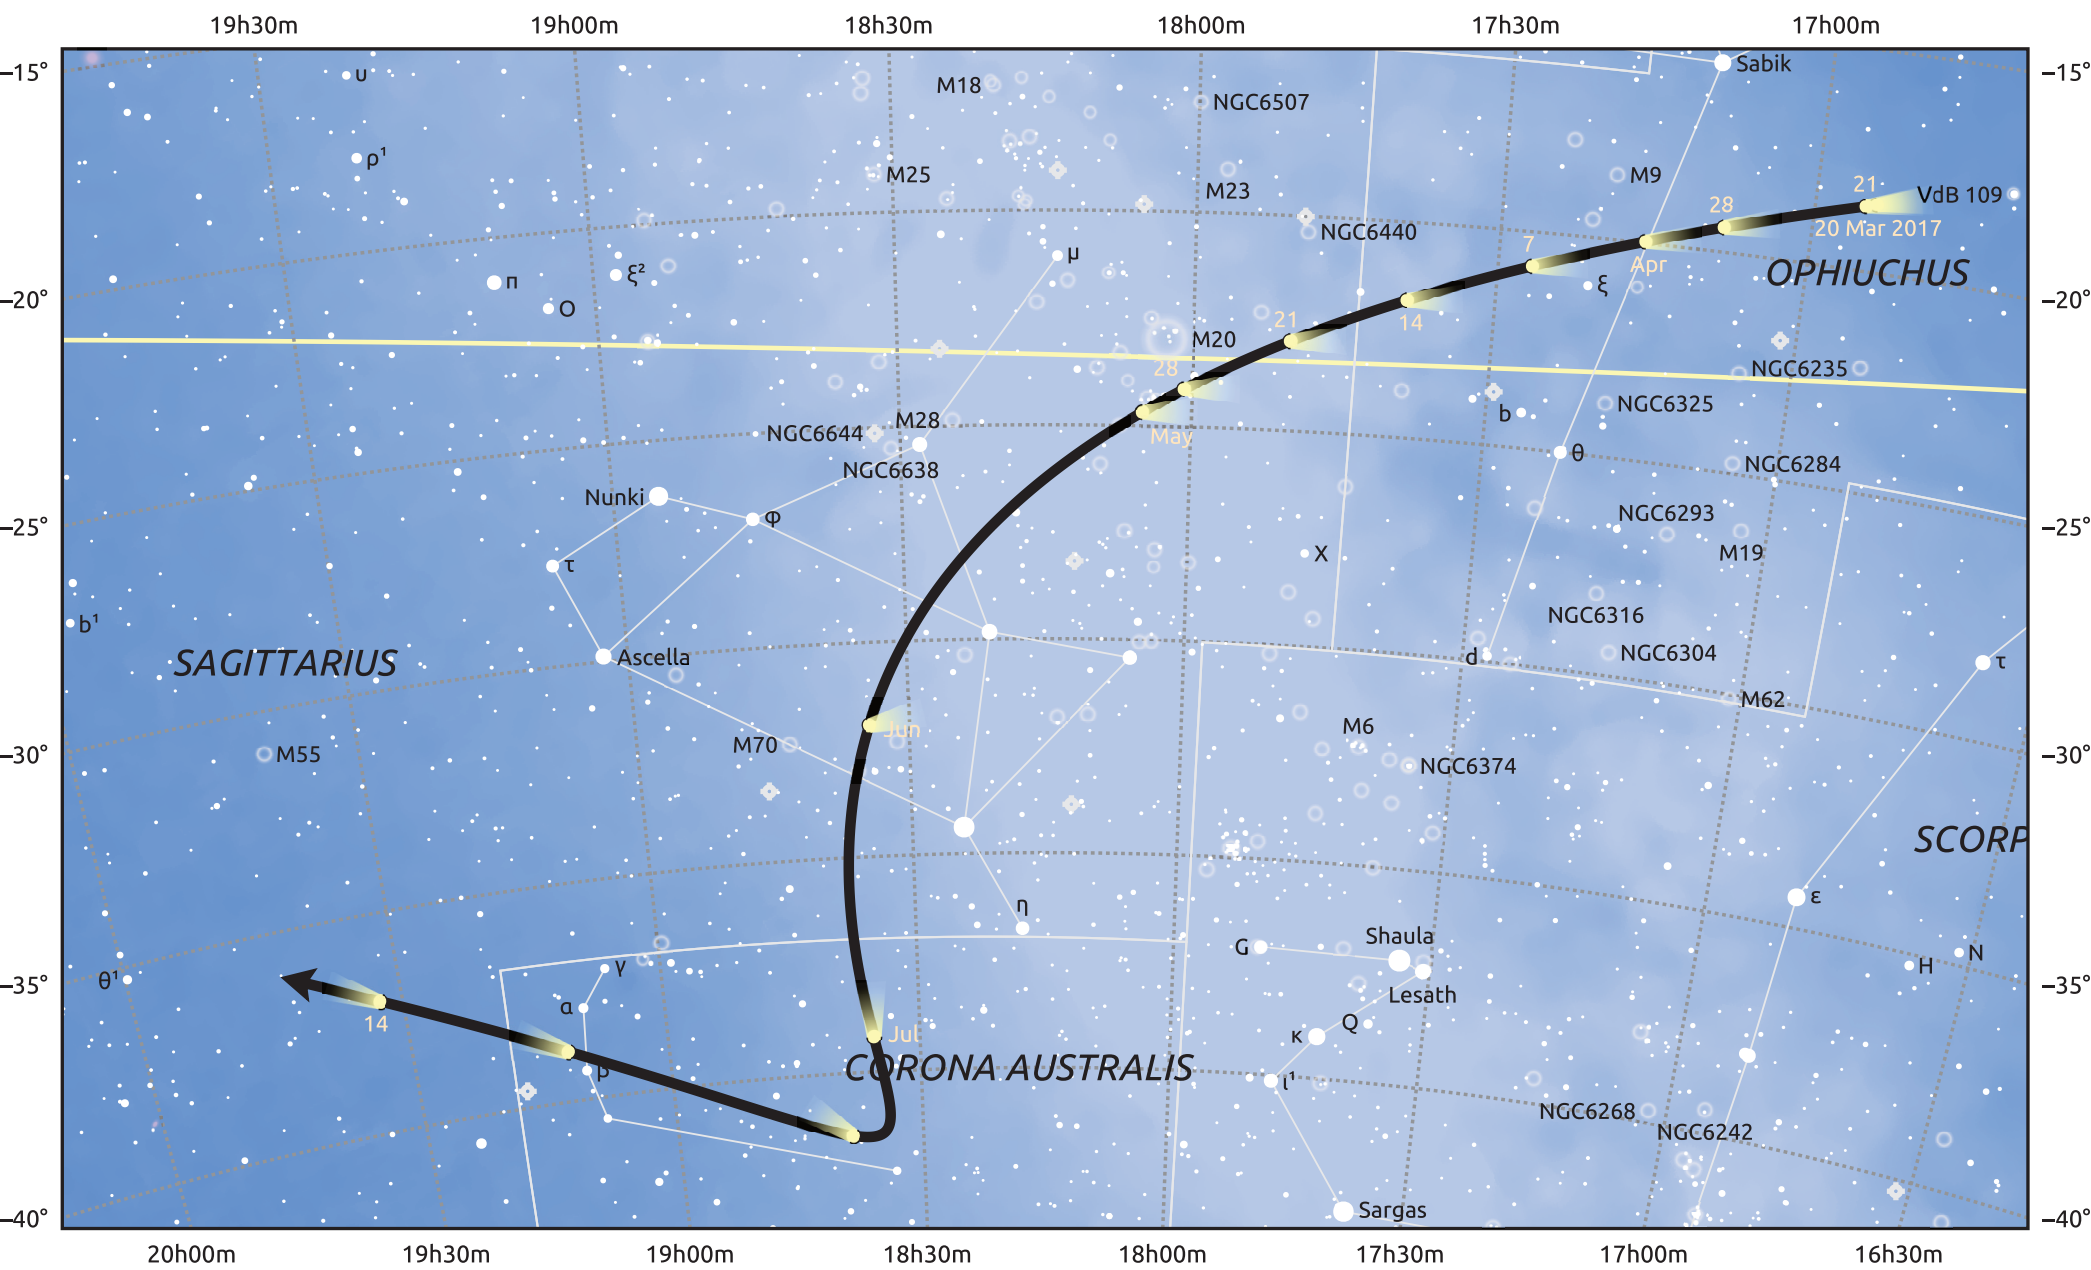 19h30m 19h00m 18h30m 18h00m 17h30m 17h00m
–15° –15°
υ Sabik
M18 NGC6507
ρ¹ M25 M23 M9
21 VdB 109
28
20 Mar 2017
NGC6440 7
μ Apr
ξ² OPHIUCHUS
π ξ
–20° –20°
O 21 14
M20
28 NGC6235
M28 b NGC6325
NGC6644 May
θ NGC6284
NGC6638
Nunki
φ NGC6293
–25° –25°
X M19
τ
NGC6316
b¹
SAGITTARIUS Ascella d NGC6304 τ
M62
Jun M6
M70
–30° M55 NGC6374 –30°
SCORP
η ε
G Shaula
γ N
θ¹ H
–35° –35°
Lesath
α
14 Q
Jul κ
β CORONA AUSTRALIS
ι¹
NGC6268
NGC6242
Sargas
–40° –40°
20h00m 19h30m 19h00m 18h30m 18h00m 17h30m 17h00m 16h30m